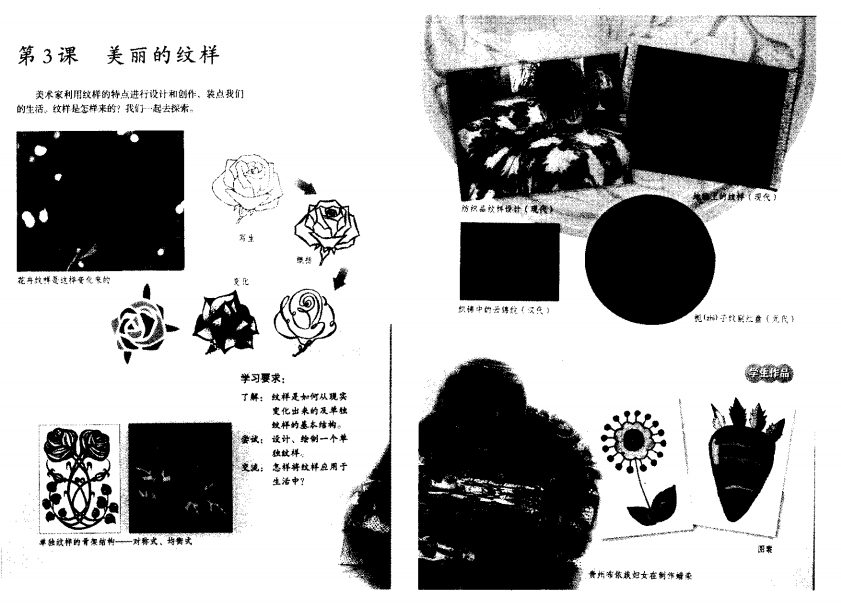 第3课 美丽的纹样
美术家利用纹样的特点进行设计和创作、装点我们
的生活。纹样是怎样来的？我们一起去探索。
写生
概括
变化
花卉纹样是这样变化来的
学习要求：
了解：纹样是如何从现实
变化出来的及单独
纹样的基本结构。
尝试：设计、绘制一个单
独纹样。
交流：怎样将纹样应用于
生活中？
单独纹样的骨架结构——对称式、均衡式
纺织品纹样设计（现代）
上的纹样（现代）
织锦中的云锦纹（汉代）
栀(zhī)子纹剔红盘（元代）
学生作品
图案
贵州布依族妇女在制作蜡染